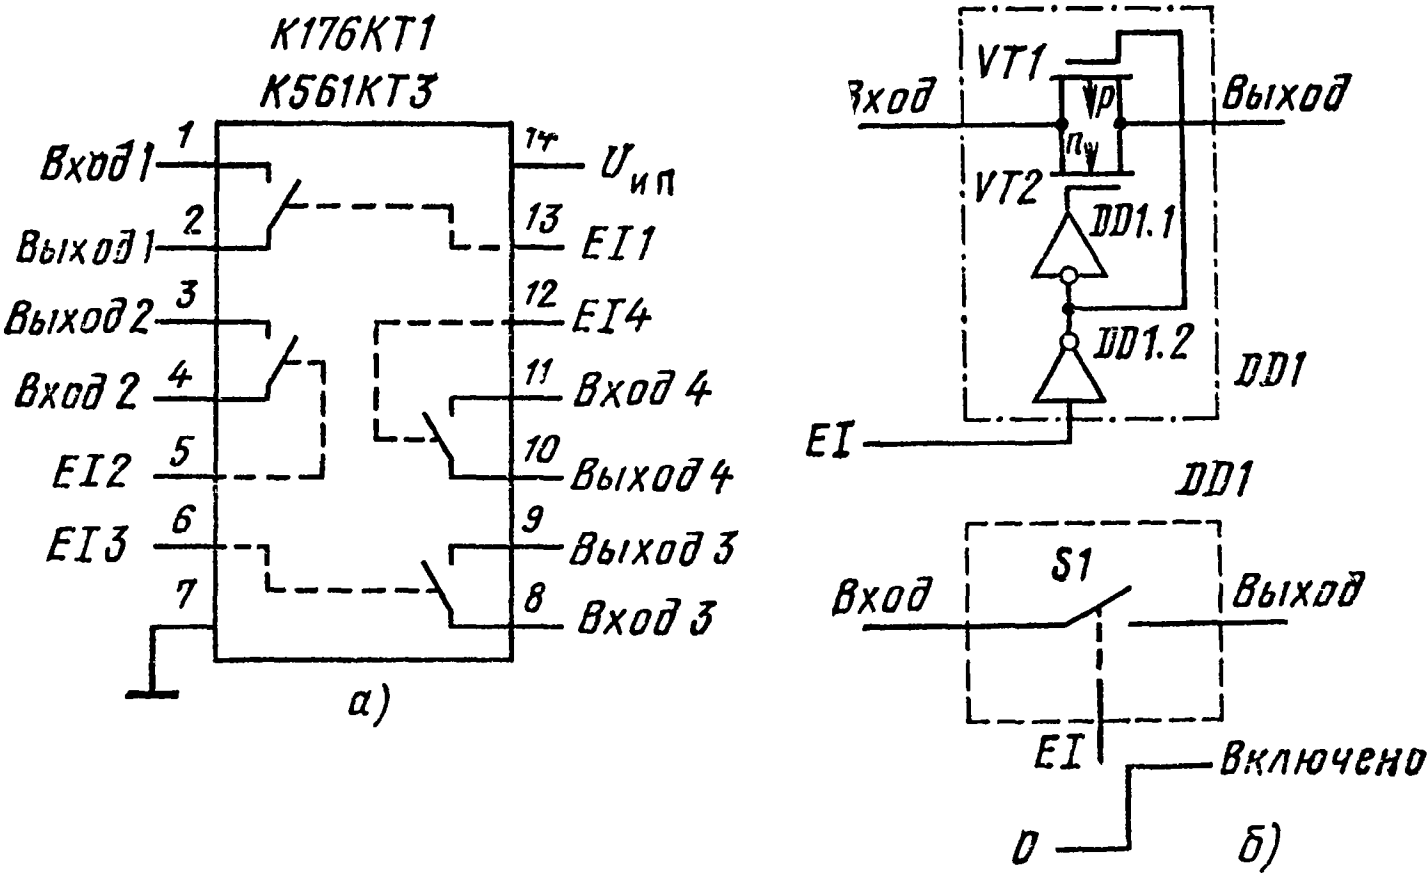 К176КТ1
К561КТ3
1
Вход 1
2
Выход 1
3
Выход 2
4
Вход 2
5
EI2
6
EI3
7
14
Uип
13
EI1
12
EI4
11
Вход 4
10
Выход 4
9
Выход 3
8
Вход 3
а)
VT1
Вход
Выход
p
n
VT2
DD1.1
DD1.2
DD1
EI
DD1
S1
Вход
Выход
EI
Включено
0
б)